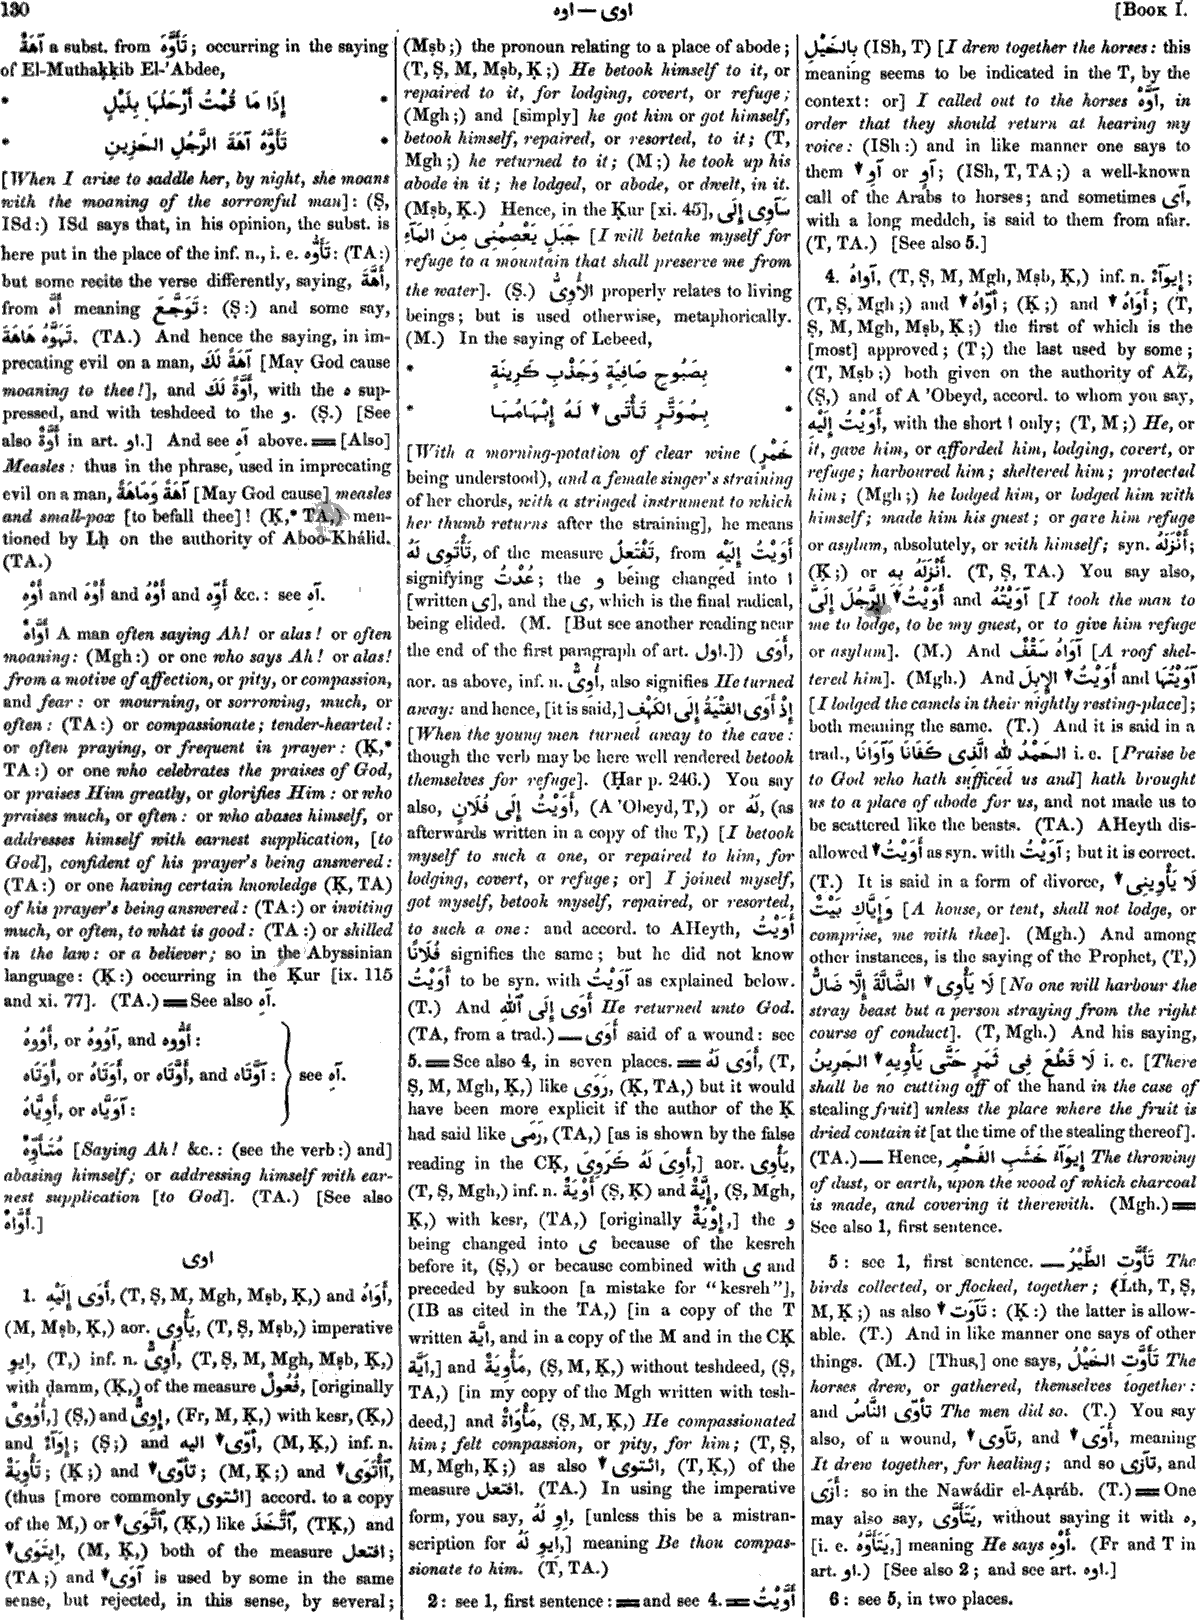 130
اوه — اوى
[BOOK I.
آهَةٌ a subst. from تَأَوَّهَ; occurring in the saying
of El-Muthaḳḳib El-'Abdee,
* إِذَا مَا قُمْتُ أَرْحَلُهَا بِلَيْلٍ *
* تَأَوَّهُ آهَةَ الرَّجُلِ الحَزِينِ *
[When I arise to saddle her, by night, she moans
with the moaning of the sorrowful man]: (Ṣ,
ISd:) ISd says that, in his opinion, the subst. is
here put in the place of the inf. n., i. e. تَأَوُّه: (TA:)
but some recite the verse differently, saying, أَهَّةَ,
from أَهَّ meaning تَوَجَّعَ: (Ṣ:) and some say,
تَهَوَّهُ هَاهَةَ. (TA.) And hence the saying, in im-
precating evil on a man, آهَةً لَكَ [May God cause
moaning to thee!], and أَوَّةً لَكَ, with the ه sup-
pressed, and with teshdeed to the و. (Ṣ.) [See
also أَوَّةٌ in art. او.] And see آهِ above. = [Also]
Measles: thus in the phrase, used in imprecating
evil on a man, آهَةً وَمَاهَةً [May God cause] measles
and small-pox [to befall thee]! (Ḳ,* TA,) men-
tioned by Lḥ on the authority of Aboo-Khálid.
(TA.)
أَوْهِ and أَوْهَ and أَوْهُ and أَوِّه &c.: see آهِ.
أَوَّاهٌ A man often saying Ah! or alas! or often
moaning: (Mgh:) or one who says Ah! or alas!
from a motive of affection, or pity, or compassion,
and fear: or mourning, or sorrowing, much, or
often: (TA:) or compassionate; tender-hearted:
or often praying, or frequent in prayer: (Ḳ,*
TA:) or one who celebrates the praises of God,
or praises Him greatly, or glorifies Him: or who
praises much, or often: or who abases himself, or
addresses himself with earnest supplication, [to
God], confident of his prayer's being answered:
(TA:) or one having certain knowledge (Ḳ, TA)
of his prayer's being answered: (TA:) or inviting
much, or often, to what is good: (TA:) or skilled
in the law: or a believer; so in the Abyssinian
language: (Ḳ:) occurring in the Ḳur [ix. 115
and xi. 77]. (TA.) = See also آهِ.
أَوُوهُ, or آوُوهُ, and أَوُّوه:
أَوَتَاه, or آوَتَاهُ, or أَوَّتَاه, and آوَّتَاه: see آهِ.
أَوِيَّاهُ, or آوِيَّاه:
مُتَأَوِّهٌ [Saying Ah! &c.: (see the verb:) and]
abasing himself; or addressing himself with ear-
nest supplication [to God]. (TA.) [See also
أَوَّاهٌ.]
اوى
1. أَوَى إِلَيْهِ, (T, Ṣ, M, Mgh, Mṣb, Ḳ,) and أَوَاهُ,
(M, Mṣb, Ḳ,) aor. يَأْوِى, (T, Ṣ, Mṣb,) imperative
اِيوِ, (T,) inf. n. أُوِىٌّ, (T, Ṣ, M, Mgh, Mṣb, Ḳ,)
with ḍamm, (Ḳ,) of the measure فُعُولٌ, [originally
أُوُوىٌ,] (Ṣ,) and إِوِىٌّ, (Fr, M, Ḳ,) with kesr, (Ḳ,)
and إِوَآءٌ; (Ṣ;) and اليه ▾ أَوَّى, (M, Ḳ,) inf. n.
تَأْوِيَةٌ; (Ḳ;) and ▾ تَأَوَّى; (M, Ḳ;) and ▾ اِأْتَوَى,
(thus [more commonly اِئْتَوَى] accord. to a copy
of the M,) or ▾ اِتَّوَى, (Ḳ,) like اِتَّخَذَ, (TḲ,) and
▾ اِيتَوَى, (M, Ḳ,) both of the measure افتعل;
(TA;) and ▾ آوَى is used by some in the same
sense, but rejected, in this sense, by several;
(Mṣb;) the pronoun relating to a place of abode;
(T, Ṣ, M, Mṣb, Ḳ;) He betook himself to it, or
repaired to it, for lodging, covert, or refuge;
(Mgh;) and [simply] he got him or got himself,
betook himself, repaired, or resorted, to it; (T,
Mgh;) he returned to it; (M;) he took up his
abode in it; he lodged, or abode, or dwelt, in it.
(Mṣb, Ḳ.) Hence, in the Ḳur [xi. 45], سَآوِى إِلَى
جَبَلٍ يَعْصِمُنِى مِنَ المَآءِ [I will betake myself for
refuge to a mountain that shall preserve me from
the water]. (Ṣ.) الأُوِىُّ properly relates to living
beings; but is used otherwise, metaphorically.
(M.) In the saying of Lebeed,
* بِصَبُوحِ صَافِيَةٍ وَجَذْبِ كَرِينَةٍ *
* بِمُوَتَّرٍ تَأْتَى ▾ لَهُ إِبْهَامُهَا *
[With a morning-potation of clear wine (خَمْرٍ
being understood), and a female singer's straining
of her chords, with a stringed instrument to which
her thumb returns after the straining], he means
تَأْتَوِى لَهُ, of the measure تَفْتَعِلُ, from أَوَيْتُ إِلَيْهِ
signifying عُدْتُ; the و being changed into ا
[written ى], and the ى, which is the final radical,
being elided. (M. [But see another reading near
the end of the first paragraph of art. اول.]) أَوَى,
aor. as above, inf. n. أُوِىٌّ, also signifies He turned
away: and hence, [it is said,] إِذْ أَوَى الفِتْيَةُ إِلَى الكَهْفِ
[When the young men turned away to the cave:
though the verb may be here well rendered betook
themselves for refuge]. (Ḥar p. 246.) You say
also, أَوَيْتُ إِلَى فُلَانٍ, (A 'Obeyd, T,) or لَهُ, (as
afterwards written in a copy of the T,) [I betook
myself to such a one, or repaired to him, for
lodging, covert, or refuge; or] I joined myself,
got myself, betook myself, repaired, or resorted,
to such a one: and accord. to AHeyth, أَوَيْتُ
فُلَانًا signifies the same; but he did not know
أَوَيْتُ to be syn. with آوَيْتُ as explained below.
(T.) And أَوَى إِلَى ٱللّٰهِ He returned unto God.
(TA, from a trad.) — أَوَى said of a wound: see
5. = See also 4, in seven places. = أَوَى لَهُ, (T,
Ṣ, M, Mgh, Ḳ,) like رَوَى, (Ḳ, TA,) but it would
have been more explicit if the author of the Ḳ
had said like رَمَى, (TA,) [as is shown by the false
reading in the CḲ, أَوِىَ لَهُ كَرَوِىَ,] aor. يَأْوِى,
(T, Ṣ, Mgh,) inf. n. أَوْيَةٌ (Ṣ, Ḳ) and إِيَّةٌ, (Ṣ, Mgh,
Ḳ,) with kesr, (TA,) [originally إِوْيَةٌ,] the و
being changed into ى because of the kesreh
before it, (Ṣ,) or because combined with ى and
preceded by sukoon [a mistake for "kesreh"],
(IB as cited in the TA,) [in a copy of the T
written اِيَّة, and in a copy of the M and in the CḲ
اَيَّة,] and مَأْوِيَةٌ, (Ṣ, M, Ḳ,) without teshdeed, (Ṣ,
TA,) [in my copy of the Mgh written with tesh-
deed,] and مَأْوَاةٌ, (Ṣ, M, Ḳ,) He compassionated
him; felt compassion, or pity, for him; (T, Ṣ,
M, Mgh, Ḳ;) as also ▾ ائتوى, (T, Ḳ,) of the
measure افتعل. (TA.) In using the imperative
form, you say, اِوِ لَهُ, [unless this be a mistran-
scription for اِيوِ لَهُ,] meaning Be thou compas-
sionate to him. (T, TA.)
2: see 1, first sentence: = and see 4. = أَوَّيْتُ
بِالخَيْلِ (ISh, T) [I drew together the horses: this
meaning seems to be indicated in the T, by the
context: or] I called out to the horses آوُّهْ, in
order that they should return at hearing my
voice: (ISh:) and in like manner one says to
them ▾ آوِ or آوٍ; (ISh, T, TA;) a well-known
call of the Arabs to horses; and sometimes آىْ,
with a long meddeh, is said to them from afar.
(T, TA.) [See also 5.]
4. آواهُ, (T, Ṣ, M, Mgh, Mṣb, Ḳ,) inf. n. إِيوَآءٌ;
(T, Ṣ, Mgh;) and ▾ أَوَّاهُ; (Ḳ;) and ▾ أَوَاهُ; (T,
Ṣ, M, Mgh, Mṣb, Ḳ;) the first of which is the
[most] approved; (T;) the last used by some;
(T, Mṣb;) both given on the authority of AZ,
(Ṣ,) and of A 'Obeyd, accord. to whom you say,
أَوَيْتُ إِلَيْهِ, with the short ا only; (T, M;) He, or
it, gave him, or afforded him, lodging, covert, or
refuge; harboured him; sheltered him; protected
him; (Mgh;) he lodged him, or lodged him with
himself; made him his guest; or gave him refuge
or asylum, absolutely, or with himself; syn. أَنْزَلَهُ;
(Ḳ;) or أَنْزَلَهُ بِهِ. (T, Ṣ, TA.) You say also,
أَوَيْتُ ▾ الرَّجُلَ إِلَىَّ and آوَيْتُهُ [I took the man to
me to lodge, to be my guest, or to give him refuge
or asylum]. (M.) And آوَاهُ سَقْفٌ [A roof shel-
tered him]. (Mgh.) And أَوَيْتُ ▾ الإِبِلَ and آوَيْتُهَا
[I lodged the camels in their nightly resting-place];
both meaning the same. (T.) And it is said in a
trad., الحَمْدُ لِلّٰهِ الَّذِى كَفَانَا وَآوَانَا i. e. [Praise be
to God who hath sufficed us and] hath brought
us to a place of abode for us, and not made us to
be scattered like the beasts. (TA.) AHeyth dis-
allowed ▾ أَوَيْتُ as syn. with آوَيْتُ; but it is correct.
(T.) It is said in a form of divorce, لَا يَأْوِينِى ▾
وَإِيَّاكِ بَيْتٌ [A house, or tent, shall not lodge, or
comprise, me with thee]. (Mgh.) And among
other instances, is the saying of the Prophet, (T,)
لَا يَأْوِى ▾ الضَّالَّةَ إِلَّا ضَالٌّ [No one will harbour the
stray beast but a person straying from the right
course of conduct]. (T, Mgh.) And his saying,
لَا قَطْعَ فِى ثَمَرٍ حَتَّى يَأْوِيهِ ▾ الجَرِينُ i. e. [There
shall be no cutting off of the hand in the case of
stealing fruit] unless the place where the fruit is
dried contain it [at the time of the stealing thereof].
(TA.) — Hence, إِيوَآءُ خَشَبِ الفَحْمِ The throwing
of dust, or earth, upon the wood of which charcoal
is made, and covering it therewith. (Mgh.) =
See also 1, first sentence.
5: see 1, first sentence. — تَأَوَّتِ الطَّيْرُ The
birds collected, or flocked, together; (Lth, T, Ṣ,
M, Ḳ;) as also ▾ تَآوَت: (Ḳ:) the latter is allow-
able. (T.) And in like manner one says of other
things. (M.) [Thus,] one says, تَأَوَّتِ الخَيْلُ The
horses drew, or gathered, themselves together:
and تَأَوَّى النَّاسُ The men did so. (T.) You say
also, of a wound, ▾ تَآوَى, and ▾ أَوَى, meaning
It drew together, for healing; and so تَآزَى, and
أَزَى: so in the Nawádir el-Aạráb. (T.) = One
may also say, يَتَأَوَّى, without saying it with ه,
[i. e. يَتَأَوَّهُ,] meaning He says أَوْهِ. (Fr and T in
art. او.) [See also 2; and see art. اوه.]
6: see 5, in two places.